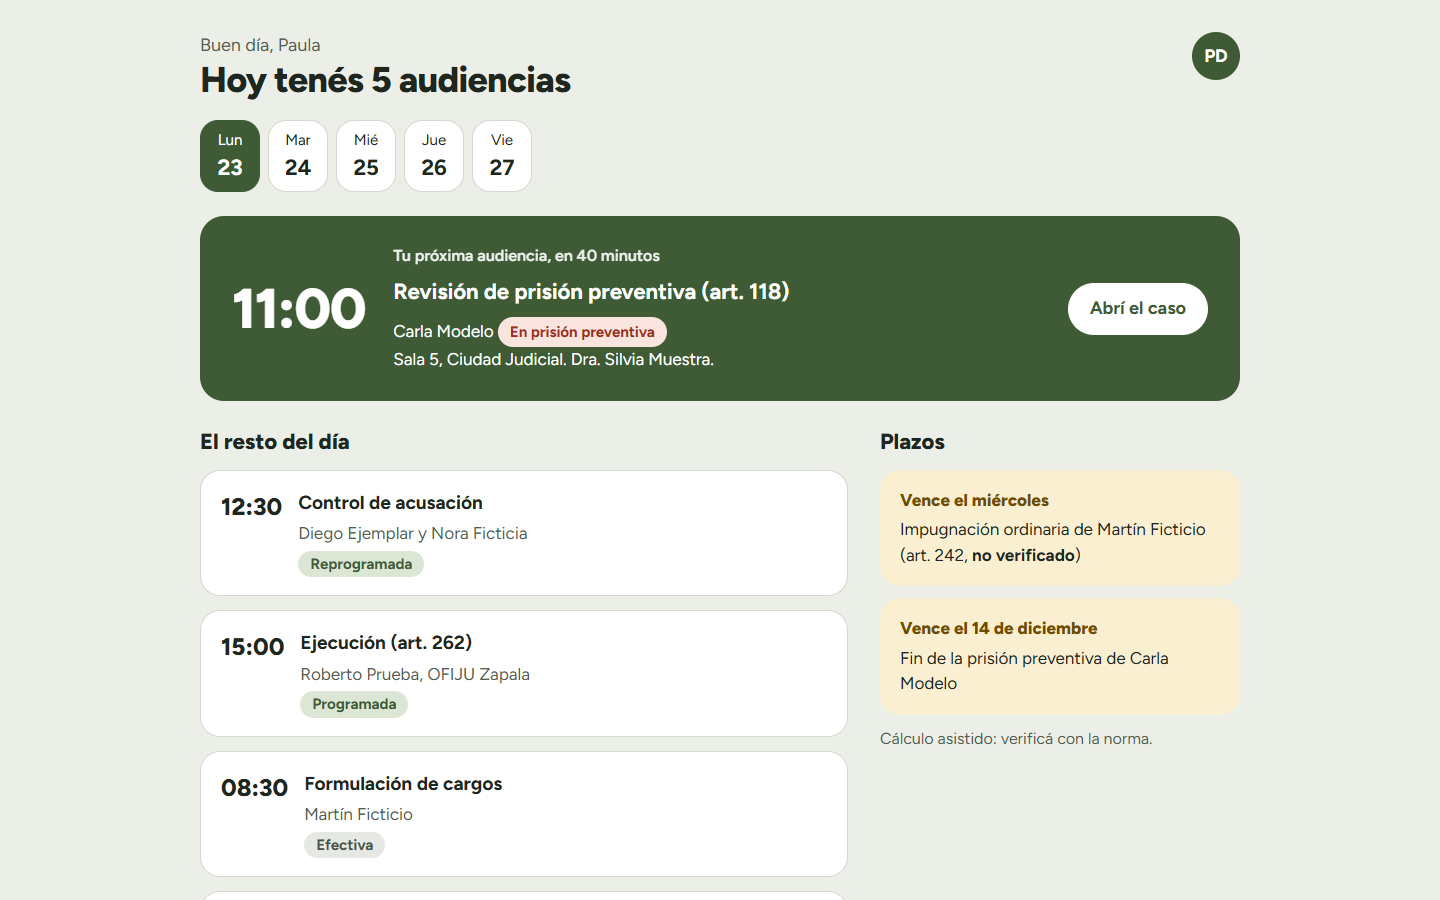 Buen día, Paula
Hoy tenés 5 audiencias
PD
Lun
23
Mar
24
Mié
25
Jue
26
Vie
27
11:00
Tu próxima audiencia, en 40 minutos
Revisión de prisión preventiva (art. 118)
Carla Modelo En prisión preventiva
Sala 5, Ciudad Judicial. Dra. Silvia Muestra.
Abrí el caso
El resto del día
12:30
Control de acusación
Diego Ejemplar y Nora Ficticia
Reprogramada
15:00
Ejecución (art. 262)
Roberto Prueba, OFIJU Zapala
Programada
08:30
Formulación de cargos
Martín Ficticio
Efectiva
Plazos
Vence el miércoles
Impugnación ordinaria de Martín Ficticio
(art. 242, no verificado)
Vence el 14 de diciembre
Fin de la prisión preventiva de Carla
Modelo
Cálculo asistido: verificá con la norma.